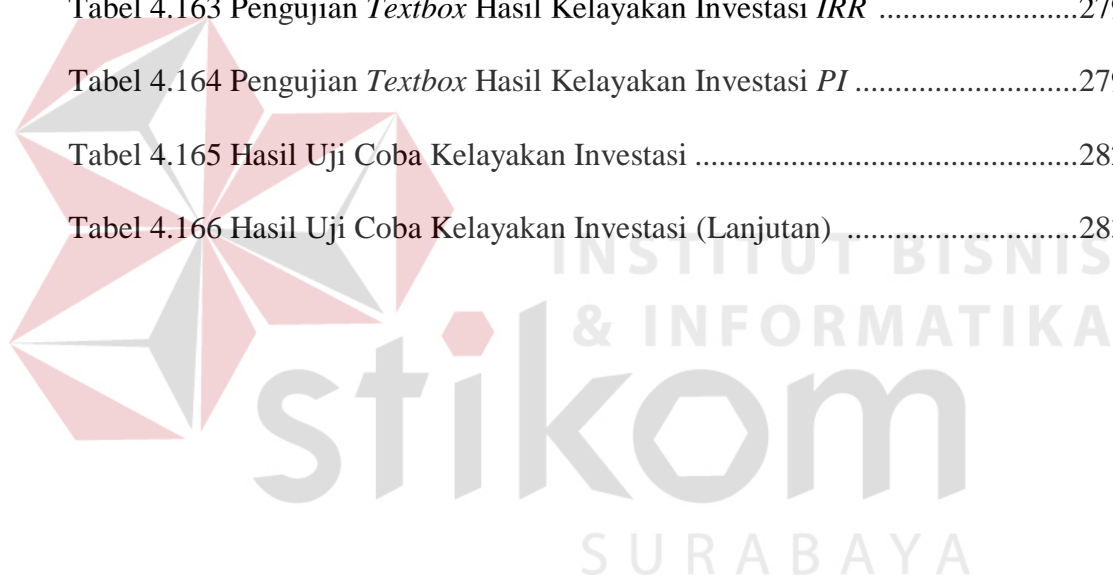 Tabel 4.163 Pengujian Textbox Hasil Kelayakan Investasi IRR ............................279
Tabel 4.164 Pengujian Textbox Hasil Kelayakan Investasi PI ............................279
Tabel 4.165 Hasil Uji Coba Kelayakan Investasi ................................................
Tabel 4.166 Hasil Uji Coba Kelayakan Investasi (Lanjutan) ............................
INSTITUT BISNIS
& INFORMATIKA
stikom
SURABAYA